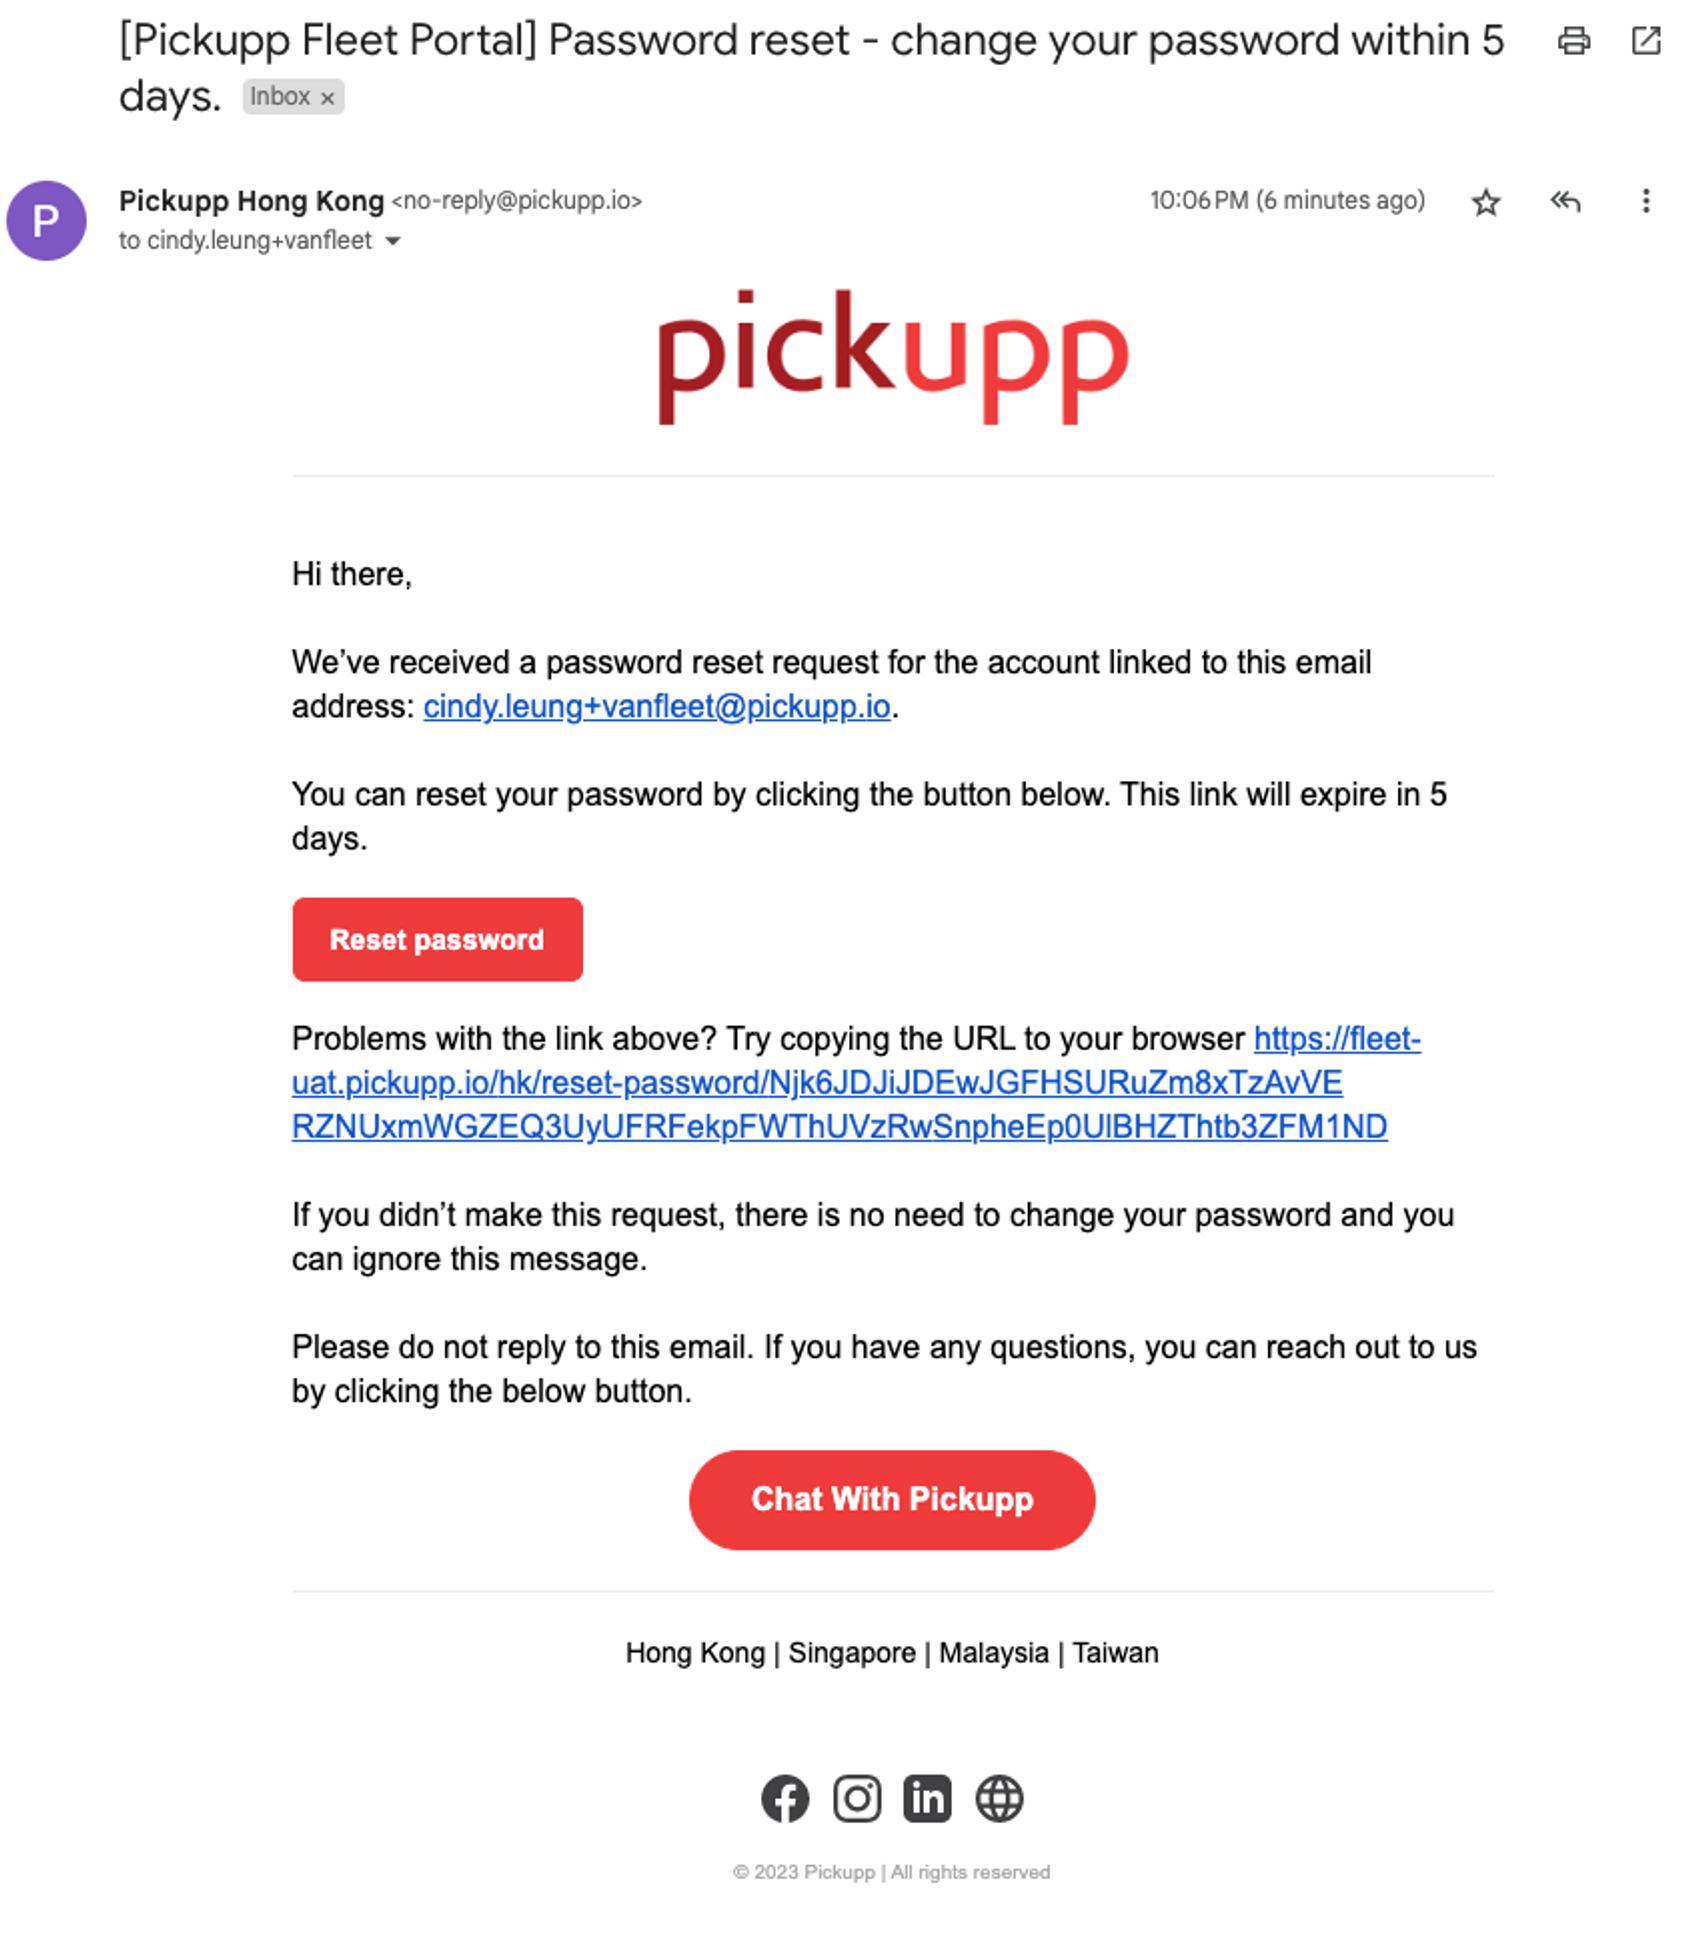 [Pickupp Fleet Portal] Password reset - change your password within 5
days. Inbox ×
P
Pickupp Hong Kong <no-reply@pickupp.io>
10:06 PM (6 minutes ago)
to cindy.leung+vanfleet
pickupp
Hi there,
We’ve received a password reset request for the account linked to this email
address: cindy.leung+vanfleet@pickupp.io.
You can reset your password by clicking the button below. This link will expire in 5
days.
Reset password
Problems with the link above? Try copying the URL to your browser https://fleet-
uat.pickupp.io/hk/reset-password/Njk6JDJiJDEwJGFHSURuZm8xTzAvVE
RZNUxmWGZEQ3UyUFRFekpFWThUVzRwSnpheEp0UlBHZThtb3ZFM1ND
If you didn’t make this request, there is no need to change your password and you
can ignore this message.
Please do not reply to this email. If you have any questions, you can reach out to us
by clicking the below button.
Chat With Pickupp
Hong Kong | Singapore | Malaysia | Taiwan
in
© 2023 Pickupp | All rights reserved